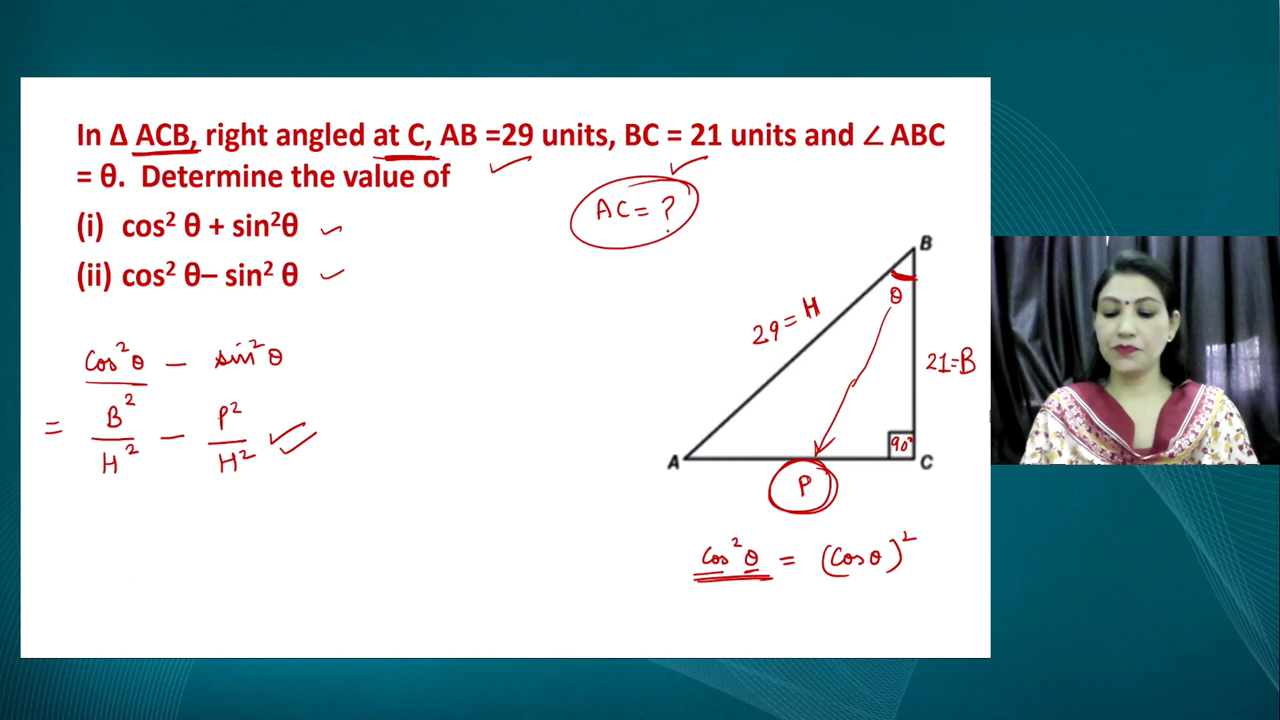 In Δ ACB, right angled at C, AB =29 units, BC = 21 units and ∠ ABC
= θ. Determine the value of
(i) cos² θ + sin²θ
(ii) cos² θ– sin² θ
AC = ?
B
θ
29 = H
21 = B
90°
A
C
P
Cos²θ – sin²θ
= B²/H² – P²/H²
Cos²θ = (Cosθ)²